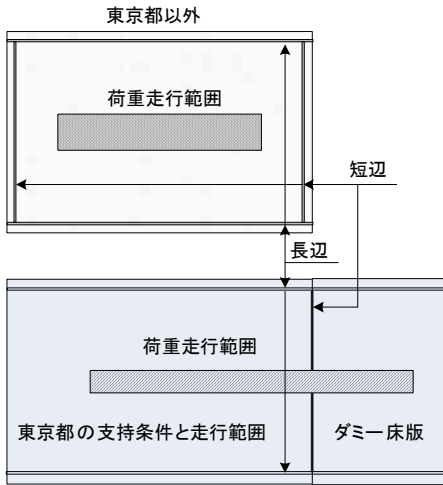 東京都以外
荷重走行範囲
短辺
長辺
荷重走行範囲
東京都の支持条件と走行範囲
ダミー床版